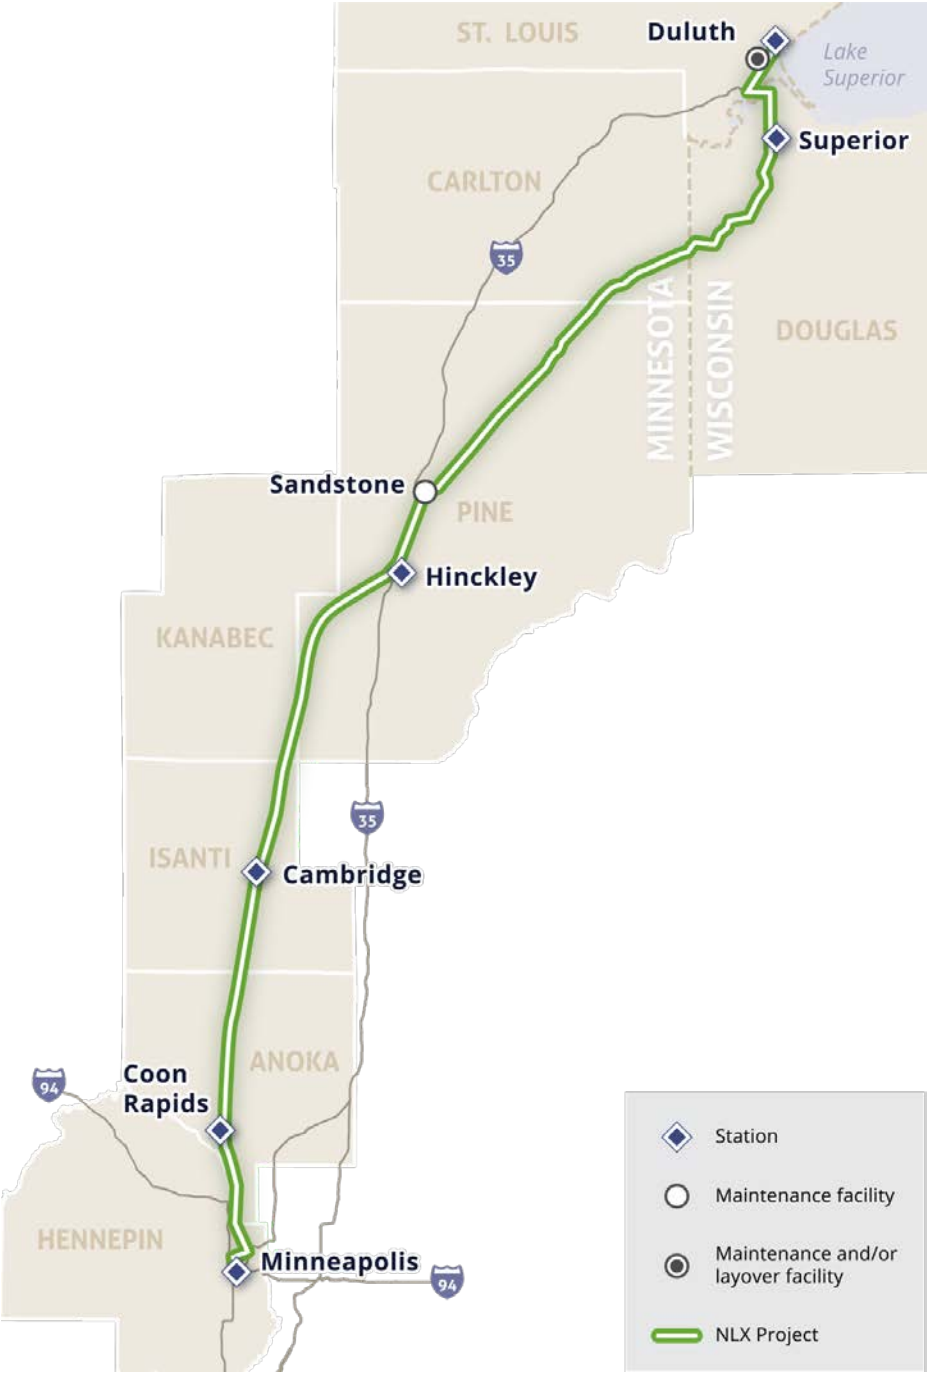 ST. LOUIS
Duluth
Lake
Superior
Superior
CARLTON
35
MINNESOTA
WISCONSIN
DOUGLAS
Sandstone
PINE
Hinckley
KANABEC
35
ISANTI
Cambridge
ANOKA
94
Coon
Rapids
HENNEPIN
Minneapolis
94
Station
Maintenance facility
Maintenance and/or
layover facility
NLX Project